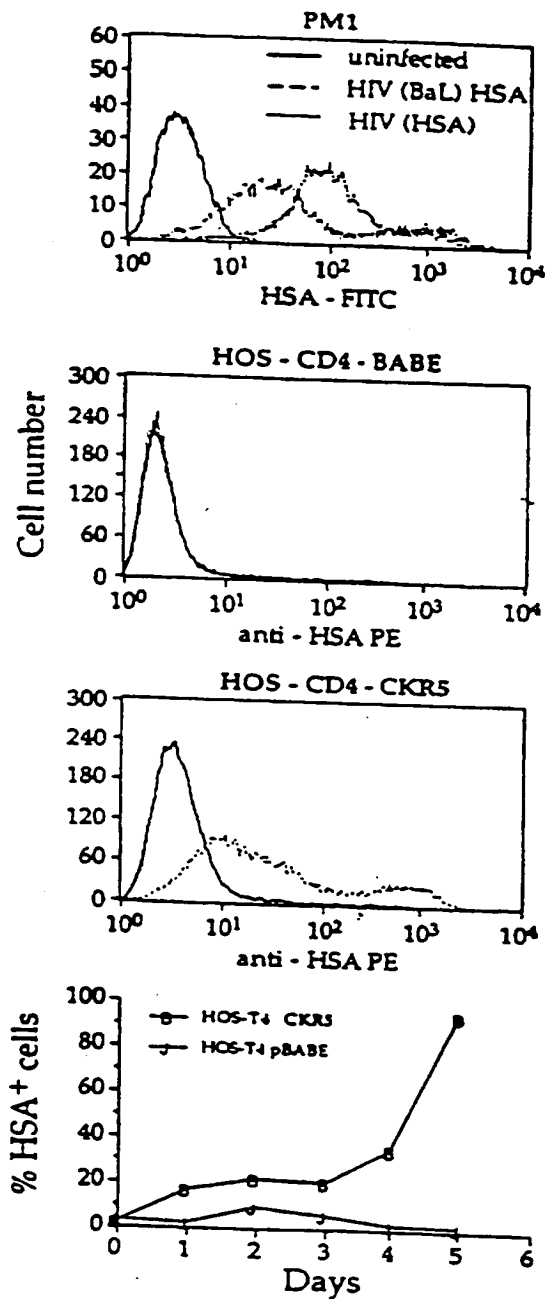 PM1
60
50
40
30
20
10
0
uninfected
HIV (BaL) HSA
HIV (HSA)
10⁰ 10¹ 10² 10³ 10⁴
HSA - FITC
HOS - CD4 - BABE
300
240
180
120
60
0
Cell number
10⁰ 10¹ 10² 10³ 10⁴
anti - HSA PE
HOS - CD4 - CKR5
300
240
180
120
60
0
10⁰ 10¹ 10² 10³ 10⁴
anti - HSA PE
100
80
60
40
20
0
% HSA⁺ cells
HOS-T4 CKR5
HOS-T4 pBABE
0 1 2 3 4 5 6
Days